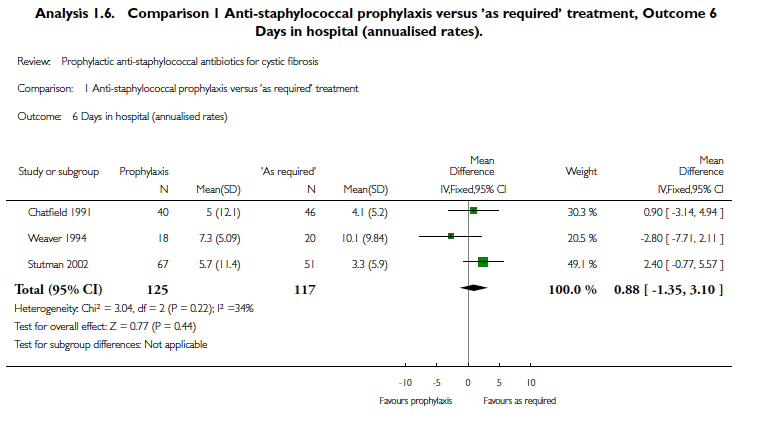 Analysis 1.6. Comparison 1 Anti-staphylococcal prophylaxis versus 'as required' treatment, Outcome 6
Days in hospital (annualised rates).
Review: Prophylactic anti-staphylococcal antibiotics for cystic fibrosis
Comparison: 1 Anti-staphylococcal prophylaxis versus 'as required' treatment
Outcome: 6 Days in hospital (annualised rates)
Study or subgroup Prophylaxis 'As required' Mean Difference Weight Mean Difference
N Mean(SD) N Mean(SD) IV,Fixed,95% CI IV,Fixed,95% CI
Chatfield 1991 40 5 (12.1) 46 4.1 (5.2) 30.3 % 0.90 [ -3.14, 4.94 ]
Weaver 1994 18 7.3 (5.09) 20 10.1 (9.84) 20.5 % -2.80 [ -7.71, 2.11 ]
Stutman 2002 67 5.7 (11.4) 51 3.3 (5.9) 49.1 % 2.40 [ -0.77, 5.57 ]
Total (95% CI) 125 117 100.0 % 0.88 [ -1.35, 3.10 ]
Heterogeneity: Chi² = 3.04, df = 2 (P = 0.22); I² =34%
Test for overall effect: Z = 0.77 (P = 0.44)
Test for subgroup differences: Not applicable
-10 -5 0 5 10
Favours prophylaxis Favours as required